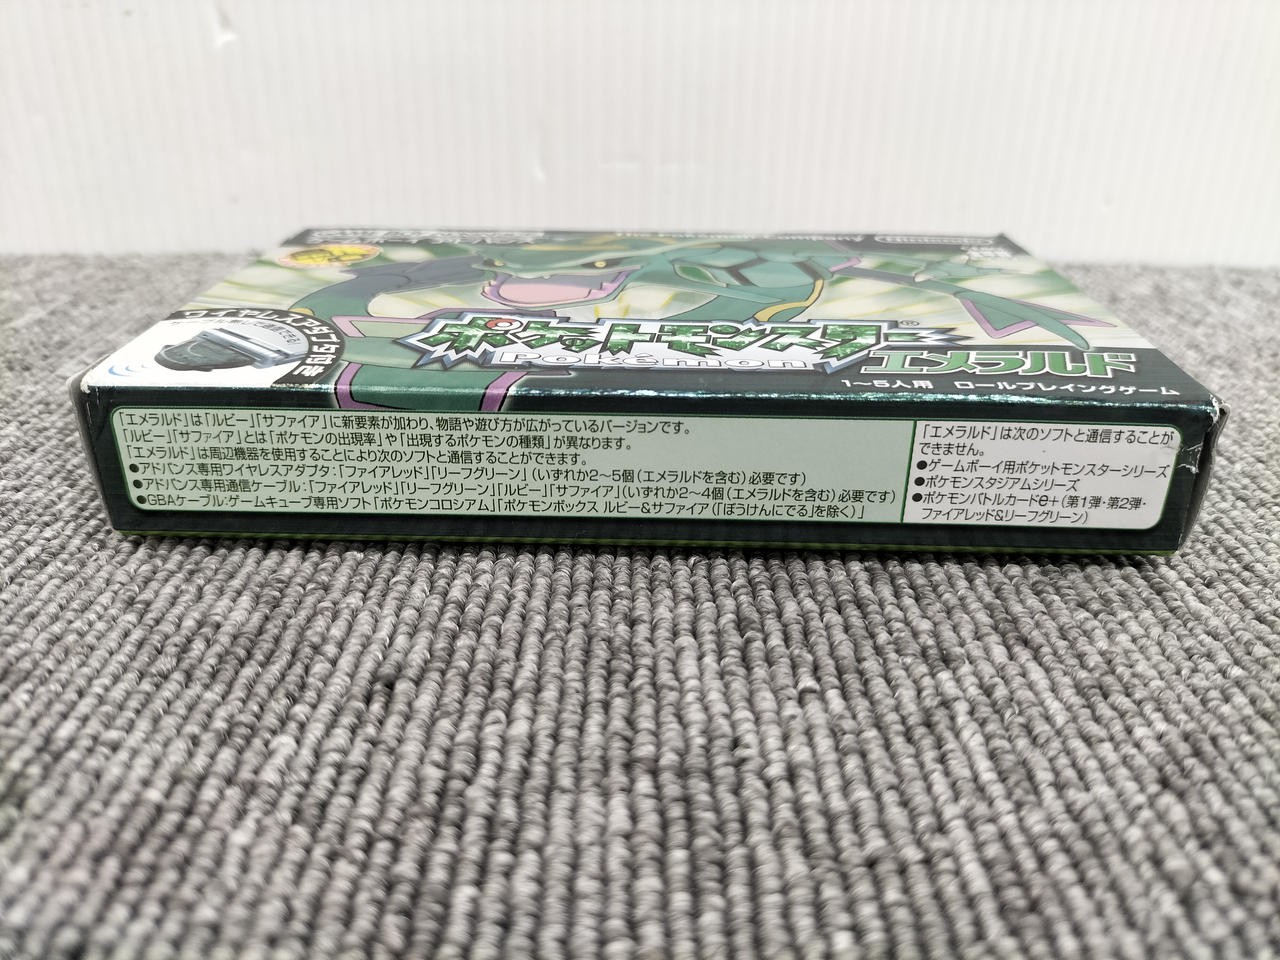 ワイヤレスアダプタ付き
ポケットモンスター®
Pokémon
エメラルド
1〜5人用 ロールプレイングゲーム
「エメラルド」は「ルビー」「サファイア」に新要素が加わり、物語や遊び方が広がっているバージョンです。
「ルビー」「サファイア」とは「ポケモンの出現率」や「出現するポケモンの種類」が異なります。
「エメラルド」は周辺機器を使用することにより次のソフトと通信することができます。
●アドバンス専用ワイヤレスアダプタ:「ファイアレッド」「リーフグリーン」(いずれか2〜5個(エメラルドを含む)必要です)
●アドバンス専用通信ケーブル:「ファイアレッド」「リーフグリーン」「ルビー」「サファイア」(いずれか2〜4個(エメラルドを含む)必要です)
●GBAケーブル:ゲームキューブ専用ソフト「ポケモンコロシアム」「ポケモンボックス ルビー&サファイア(「ぼうけんにでる」を除く)」
「エメラルド」は次のソフトと通信することが
できません。
●ゲームボーイ用ポケットモンスターシリーズ
●ポケモンスタジアムシリーズ
●ポケモンバトルカードe+(第1弾・第2弾・
ファイアレッド&リーフグリーン)